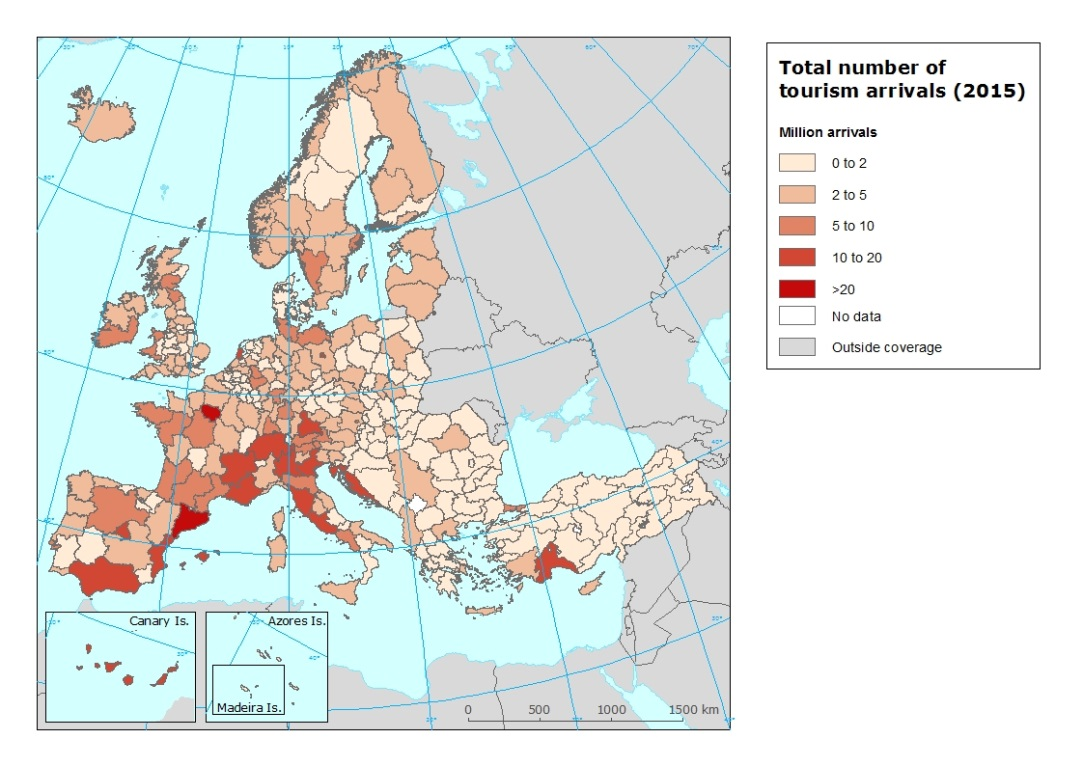 Total number of
tourism arrivals (2015)
Million arrivals
0 to 2
2 to 5
5 to 10
10 to 20
>20
No data
Outside coverage
Canary Is.
Azores Is.
Madeira Is.
0 500 1000 1500 km